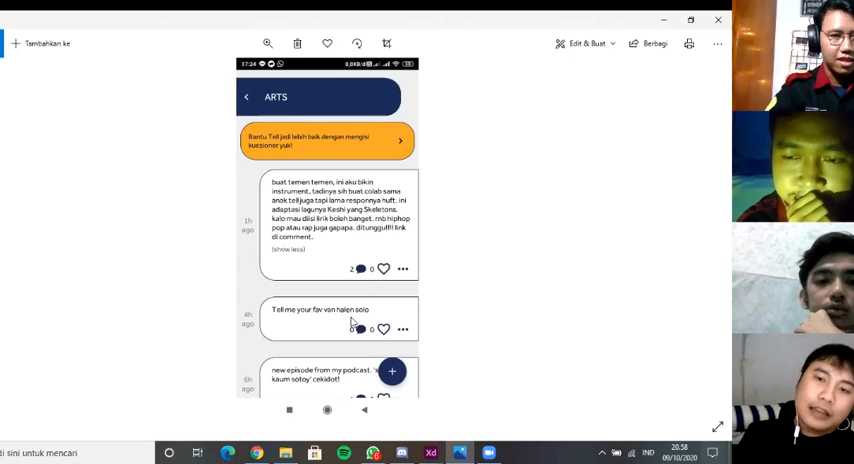 Tambahkan ke
Edit & Buat
Berbagi
17:34
0,0KB/d
ARTS
Bantu Tell jadi lebih baik dengan mengisi
kuesioner yuk!
buat temen temen, ini aku bikin
instrument, tadinya sih buat colab sama
anak tell juga tapi lama responnya huft. ini
adaptasi lagunya Keshi yang Skeletons.
kalo mau diisi lirik boleh banget. rnb hiphop
pop atau rap juga gapapa. ditunggu!!!! lirik
di comment.
(show less)
1h
ago
2 0
Tell me your fav van halen solo
4h
ago
0 0
new episode from my podcast.
kaum sotoy' cekidot!
6h
ago
di sini untuk mencari
Xd
6
IND
20.58
09/10/2020